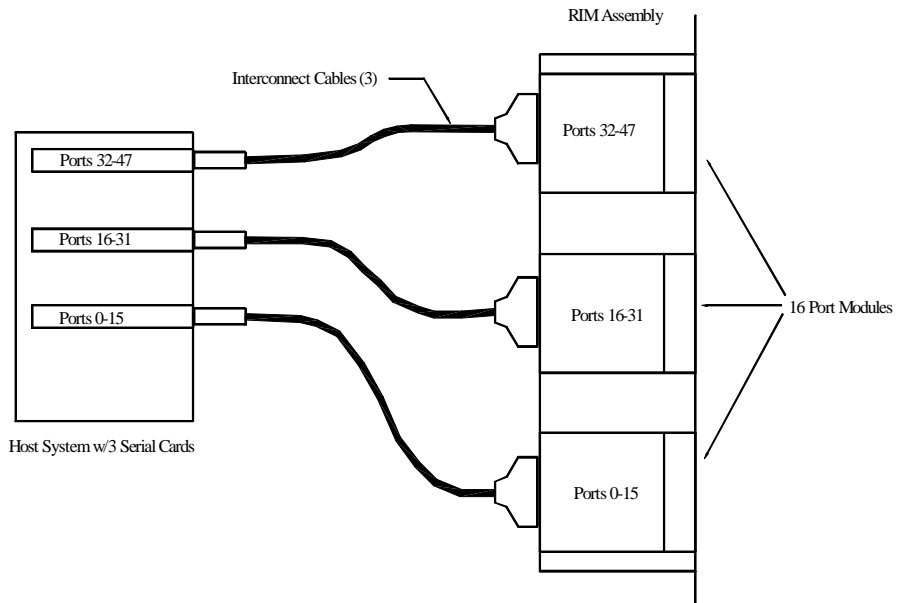 RIM Assembly
Interconnect Cables (3)
Ports 32-47
Ports 32-47
Ports 16-31
Ports 16-31
16 Port Modules
Ports 0-15
Host System w/3 Serial Cards
Ports 0-15